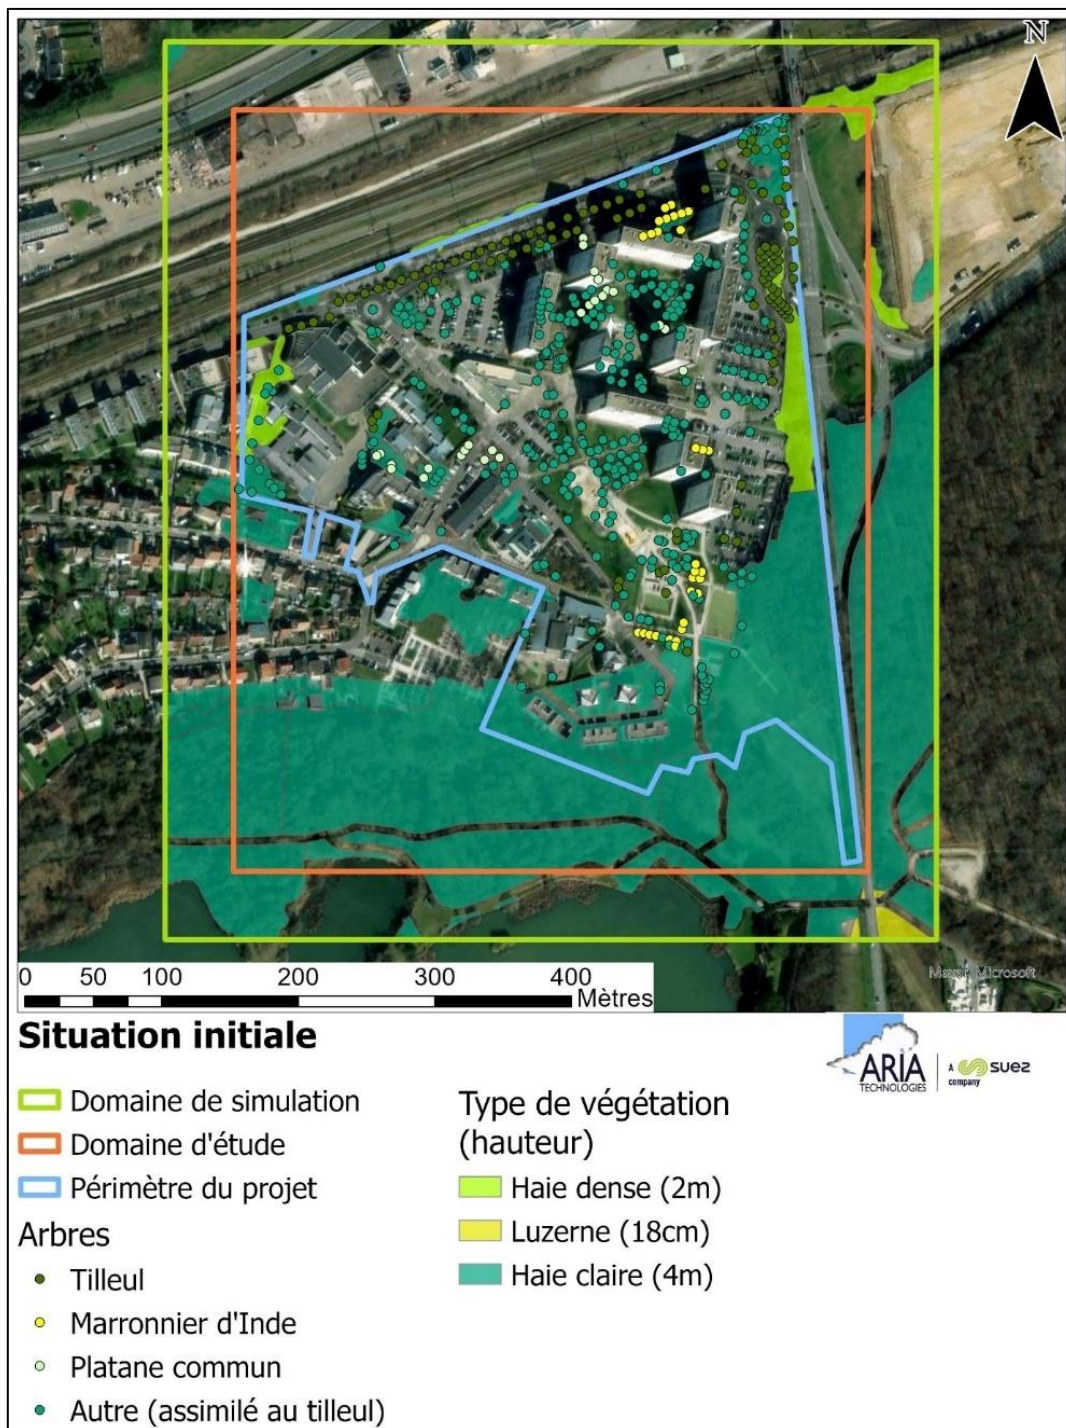 N
Maxar, Microsoft
0 50 100 200 300 400
Mètres
Situation initiale
ARIA
TECHNOLOGIES
A suez
company
Domaine de simulation
Domaine d'étude
Périmètre du projet
Arbres
Tilleul
Marronnier d'Inde
Platane commun
Autre (assimilé au tilleul)
Type de végétation
(hauteur)
Haie dense (2m)
Luzerne (18cm)
Haie claire (4m)